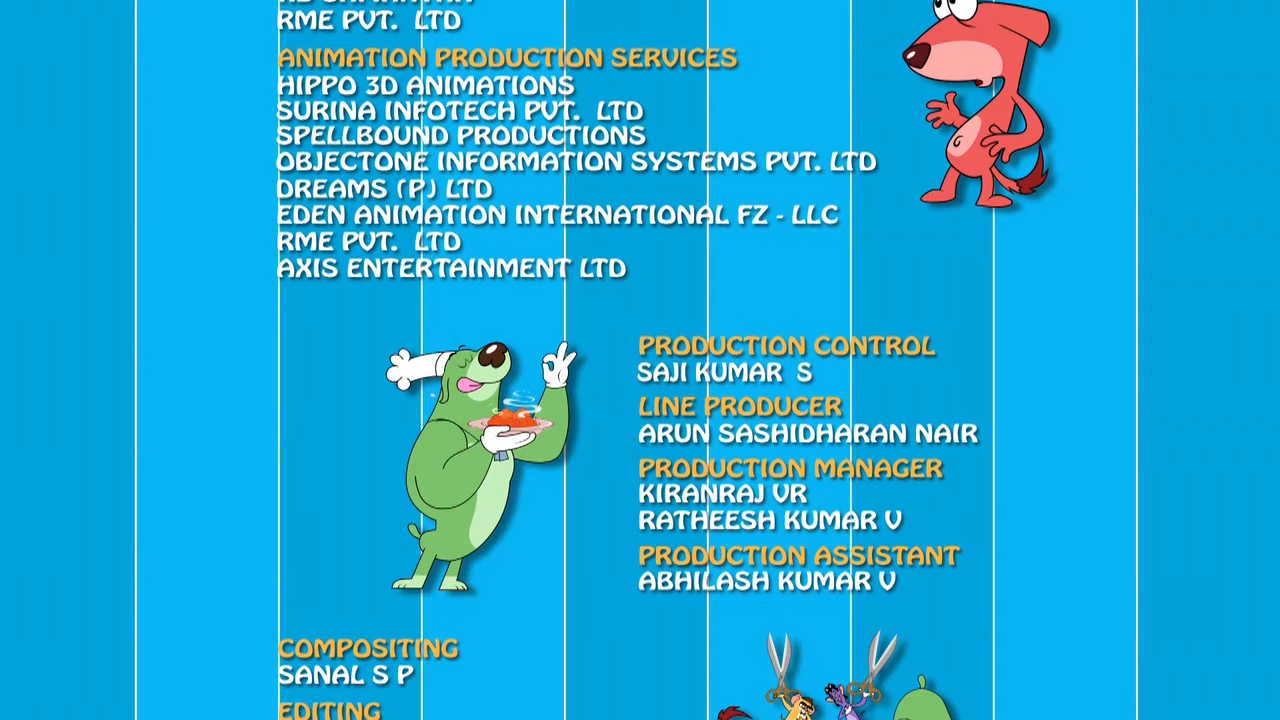 RME PVT. LTD
ANIMATION PRODUCTION SERVICES
HIPPO 3D ANIMATIONS
SURINA INFOTECH PVT. LTD
SPELLBOUND PRODUCTIONS
OBJECTONE INFORMATION SYSTEMS PVT. LTD
DREAMS (P) LTD
EDEN ANIMATION INTERNATIONAL FZ - LLC
RME PVT. LTD
AXIS ENTERTAINMENT LTD
PRODUCTION CONTROL
SAJI KUMAR S
LINE PRODUCER
ARUN SASHIDHARAN NAIR
PRODUCTION MANAGER
KIRANRAJ VR
RATHEESH KUMAR V
PRODUCTION ASSISTANT
ABHILASH KUMAR V
COMPOSITING
SANAL S P
EDITING